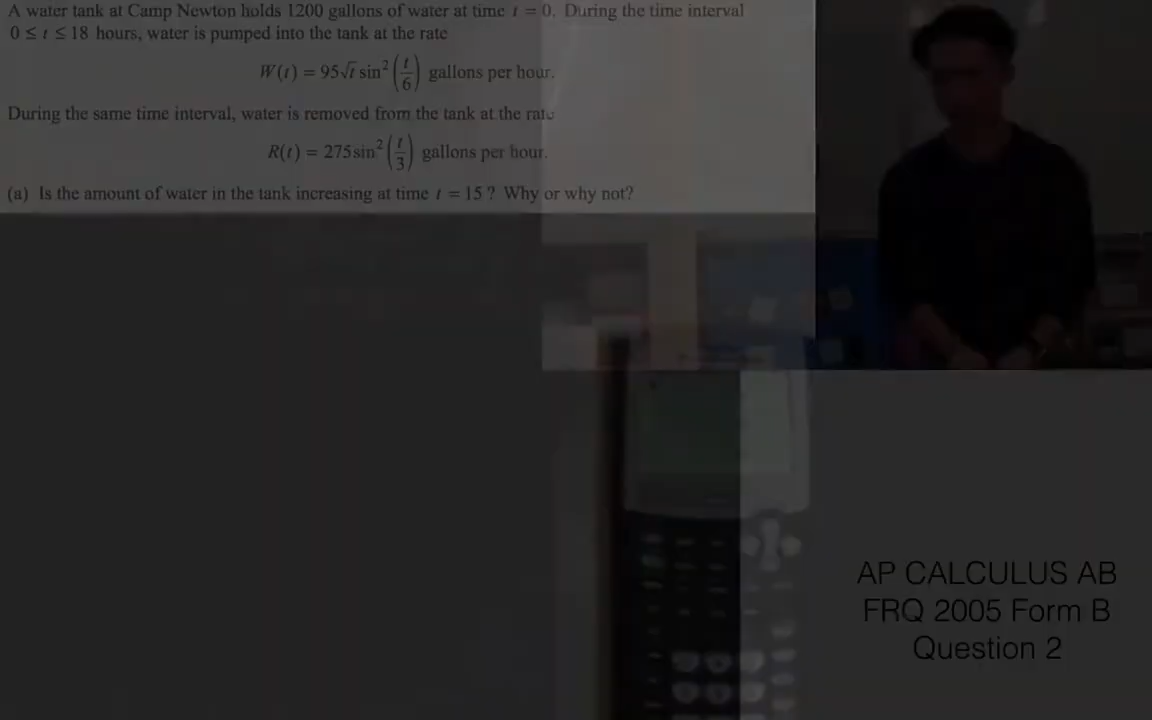 A water tank at Camp Newton holds 1200 gallons of water at time t = 0. During the time interval
0 ≤ t ≤ 18 hours, water is pumped into the tank at the rate
W(t) = 95√t sin² (t/6) gallons per hour.
During the same time interval, water is removed from the tank at the rate
R(t) = 275 sin² (t/3) gallons per hour.
(a) Is the amount of water in the tank increasing at time t = 15 ? Why or why not?
AP CALCULUS AB
FRQ 2005 Form B
Question 2